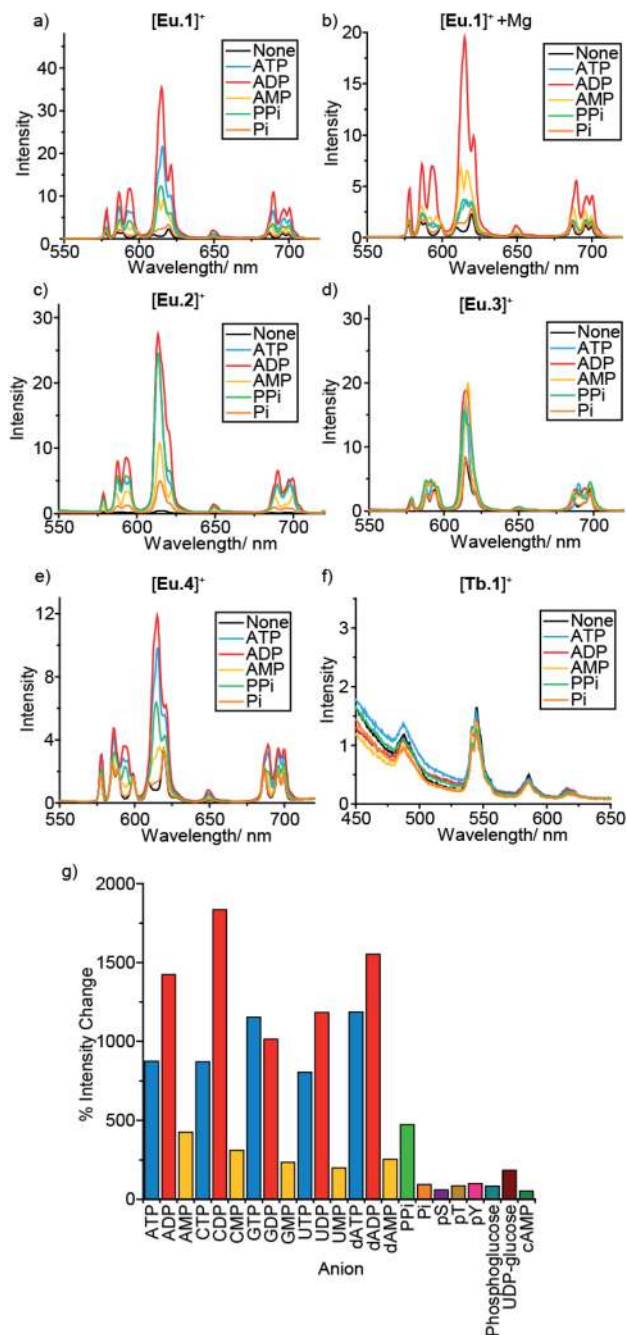 a) [Eu.1]⁺
Intensity
40
30
20
10
0
550 600 650 700
Wavelength/ nm
None
ATP
ADP
AMP
PPi
Pi
b) [Eu.1]⁺ +Mg
Intensity
20
15
10
5
0
550 600 650 700
Wavelength/ nm
None
ATP
ADP
AMP
PPi
Pi
c) [Eu.2]⁺
Intensity
30
20
10
0
550 600 650 700
Wavelength/ nm
None
ATP
ADP
AMP
PPi
Pi
d) [Eu.3]⁺
Intensity
30
20
10
0
550 600 650 700
Wavelength/ nm
None
ATP
ADP
AMP
PPi
Pi
e) [Eu.4]⁺
Intensity
12
8
4
0
550 600 650 700
Wavelength/ nm
None
ATP
ADP
AMP
PPi
Pi
f) [Tb.1]⁺
Intensity
3
2
1
0
450 500 550 600 650
Wavelength/ nm
None
ATP
ADP
AMP
PPi
Pi
g)
% Intensity Change
2000
1500
1000
500
0
ATP
ADP
AMP
CTP
CDP
CMP
GTP
GDP
GMP
UTP
UDP
UMP
dATP
dADP
dAMP
PPi
Pi
pS
pT
pY
Phosphoglucose
UDP-glucose
cAMP
Anion